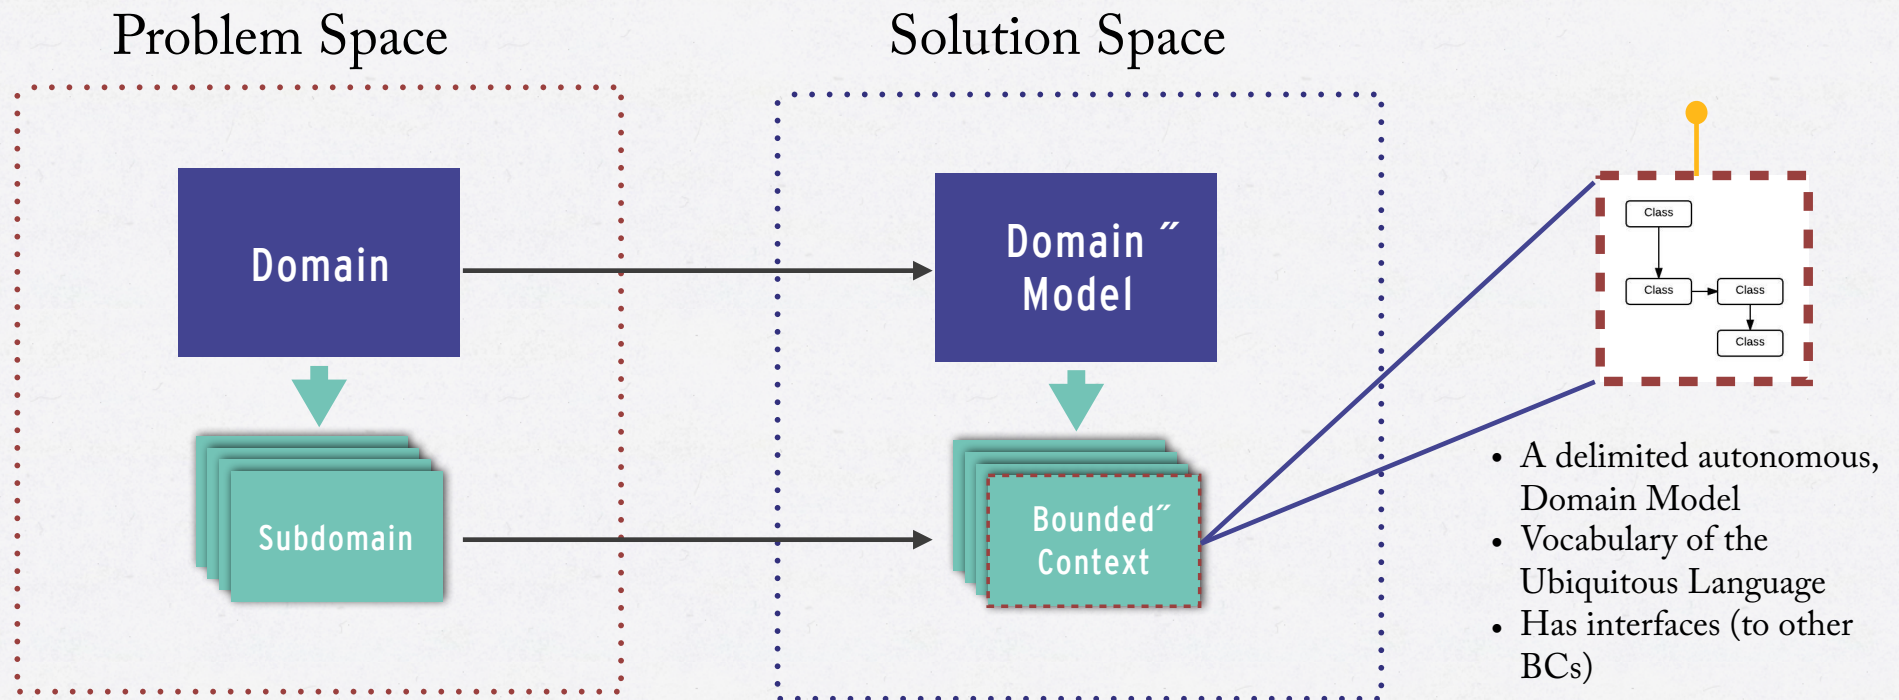 Problem Space
Solution Space
Domain
Subdomain
Domain ˝
Model
Bounded˝
Context
Class
Class
Class
Class
• A delimited autonomous,
Domain Model
• Vocabulary of the
Ubiquitous Language
• Has interfaces (to other
BCs)